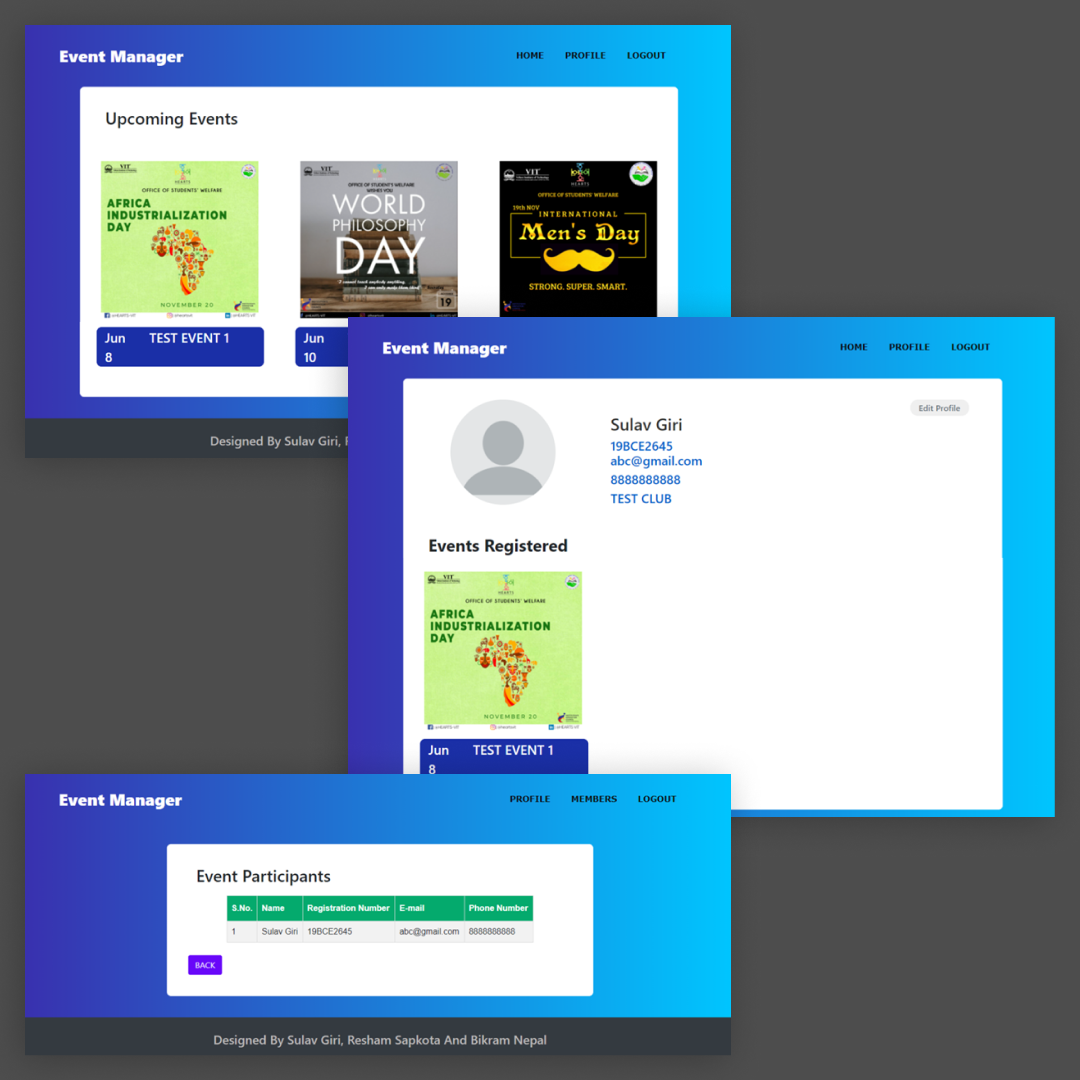 Event Manager
HOME PROFILE LOGOUT
Upcoming Events
VIT
HEARTS
OFFICE OF STUDENTS' WELFARE
AFRICA
INDUSTRIALIZATION
DAY
NOVEMBER 20
Jun 8 TEST EVENT 1
VIT
OFFICE OF STUDENT'S WELFARE
WISHES YOU
WORLD
PHILOSOPHY
DAY
19
Jun 10
VIT
HEARTS
OFFICE OF STUDENTS' WELFARE
19th NOV
INTERNATIONAL
Men's Day
STRONG. SUPER. SMART.
Designed By Sulav Giri,
Event Manager
HOME PROFILE LOGOUT
Edit Profile
Sulav Giri
19BCE2645
abc@gmail.com
8888888888
TEST CLUB
Events Registered
VIT
HEARTS
OFFICE OF STUDENTS' WELFARE
AFRICA
INDUSTRIALIZATION
DAY
NOVEMBER 20
Jun 8 TEST EVENT 1
Event Manager
PROFILE MEMBERS LOGOUT
Event Participants
S.No. Name Registration Number E-mail Phone Number
1 Sulav Giri 19BCE2645 abc@gmail.com 8888888888
BACK
Designed By Sulav Giri, Resham Sapkota And Bikram Nepal